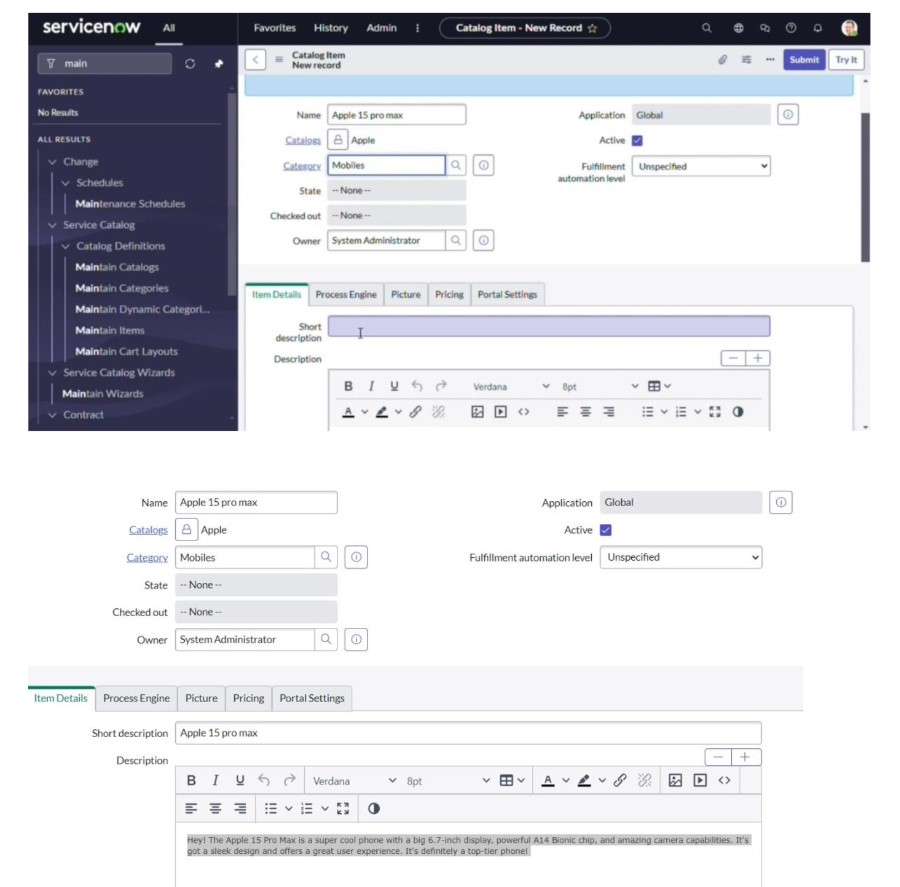 servicenow All Favorites History Admin Catalog Item - New Record
main
Catalog Item
New record
Submit Try It
FAVORITES
No Results
ALL RESULTS
Change
Schedules
Maintenance Schedules
Service Catalog
Catalog Definitions
Maintain Catalogs
Maintain Categories
Maintain Dynamic Categori...
Maintain Items
Maintain Cart Layouts
Service Catalog Wizards
Maintain Wizards
Contract
Name Apple 15 pro max
Application Global
Catalogs Apple
Active
Category Mobiles
Fulfillment
automation level
Unspecified
State -- None --
Checked out -- None --
Owner System Administrator
Item Details Process Engine Picture Pricing Portal Settings
Short
description
Description
B I U Verdana 8pt
A
Name Apple 15 pro max
Application Global
Catalogs Apple
Active
Category Mobiles
Fulfillment automation level Unspecified
State -- None --
Checked out -- None --
Owner System Administrator
Item Details Process Engine Picture Pricing Portal Settings
Short description Apple 15 pro max
Description
B I U Verdana 8pt A
Hey! The Apple 15 Pro Max is a super cool phone with a big 6.7-inch display, powerful A14 Bionic chip, and amazing camera capabilities. It's
got a sleek design and offers a great user experience. It's definitely a top-tier phone!